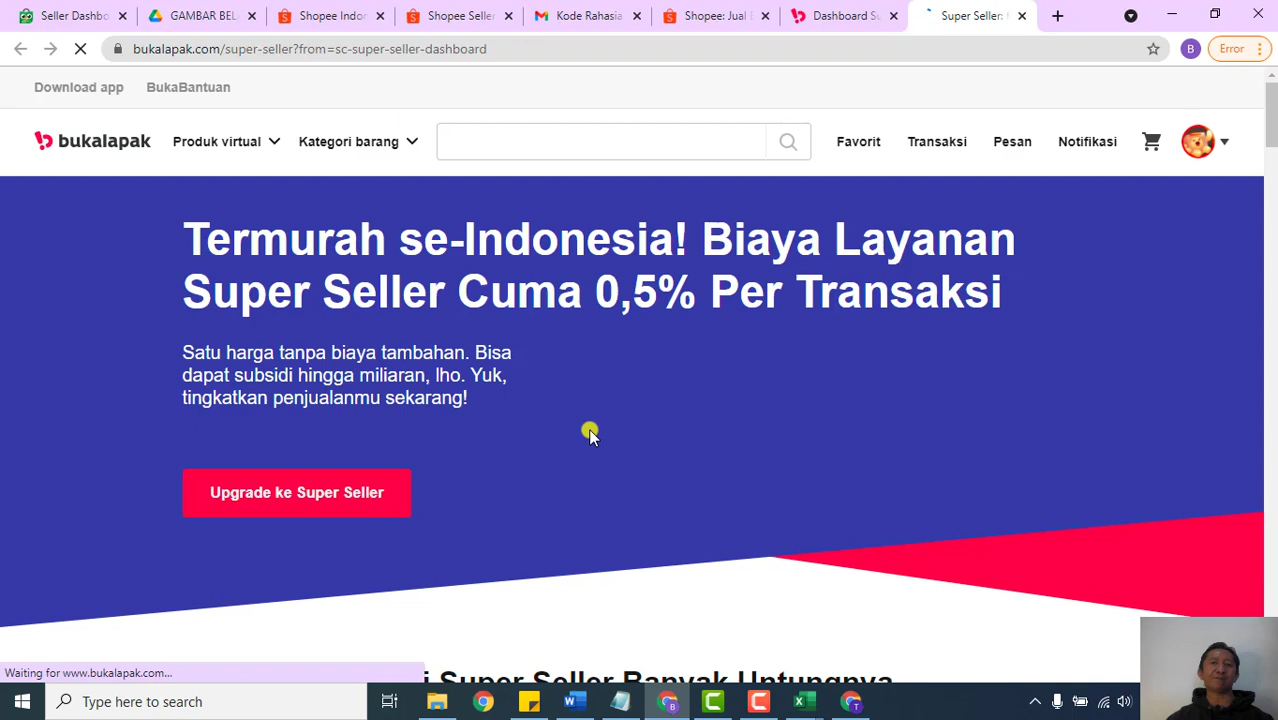 Seller Dashbo
GAMBAR BEL
Shopee Indor
Shopee Seller
Kode Rahasia
Shopee: Jual B
Dashboard Su
Super Seller:
bukalapak.com/super-seller?from=sc-super-seller-dashboard
B
Error
Download app
BukaBantuan
bukalapak
Produk virtual
Kategori barang
Favorit
Transaksi
Pesan
Notifikasi
Termurah se-Indonesia! Biaya Layanan
Super Seller Cuma 0,5% Per Transaksi
Satu harga tanpa biaya tambahan. Bisa
dapat subsidi hingga miliaran, lho. Yuk,
tingkatkan penjualanmu sekarang!
Upgrade ke Super Seller
Super Seller Banyak Untungnya
Waiting for www.bukalapak.com...
Type here to search